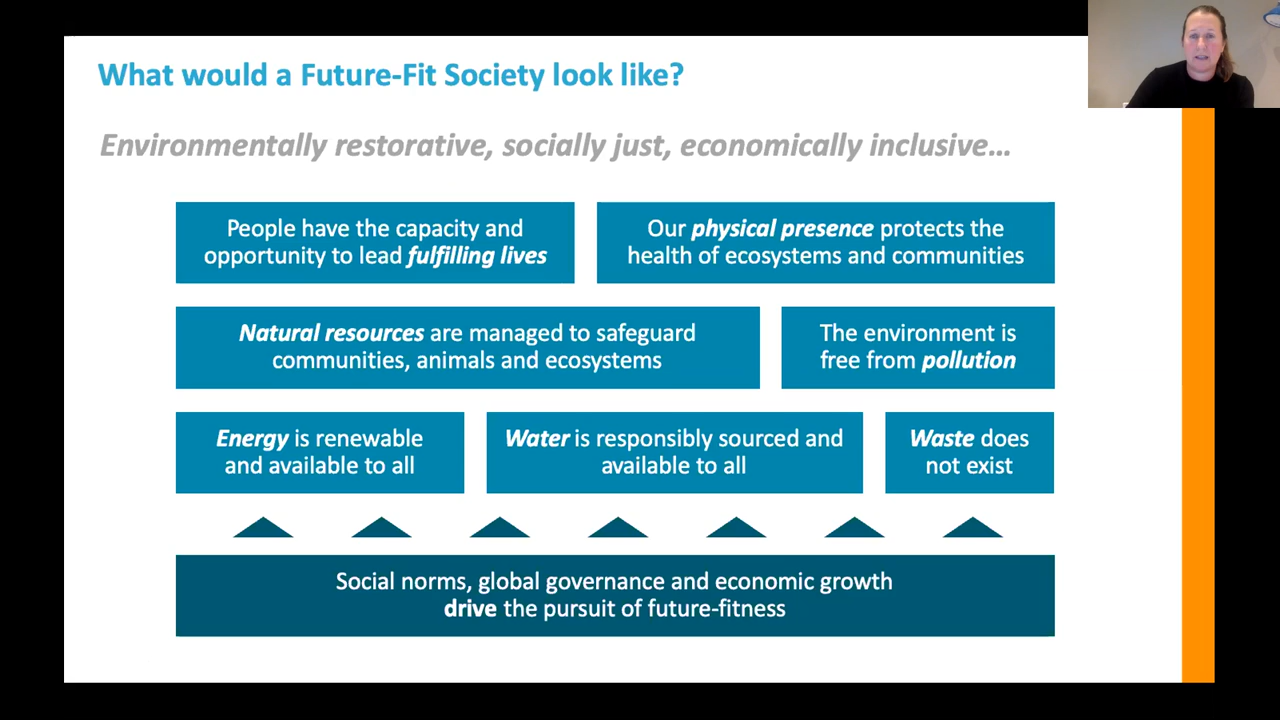 What would a Future-Fit Society look like?
Environmentally restorative, socially just, economically inclusive...
People have the capacity and
opportunity to lead fulfilling lives
Our physical presence protects the
health of ecosystems and communities
Natural resources are managed to safeguard
communities, animals and ecosystems
The environment is
free from pollution
Energy is renewable
and available to all
Water is responsibly sourced and
available to all
Waste does
not exist
Social norms, global governance and economic growth
drive the pursuit of future-fitness